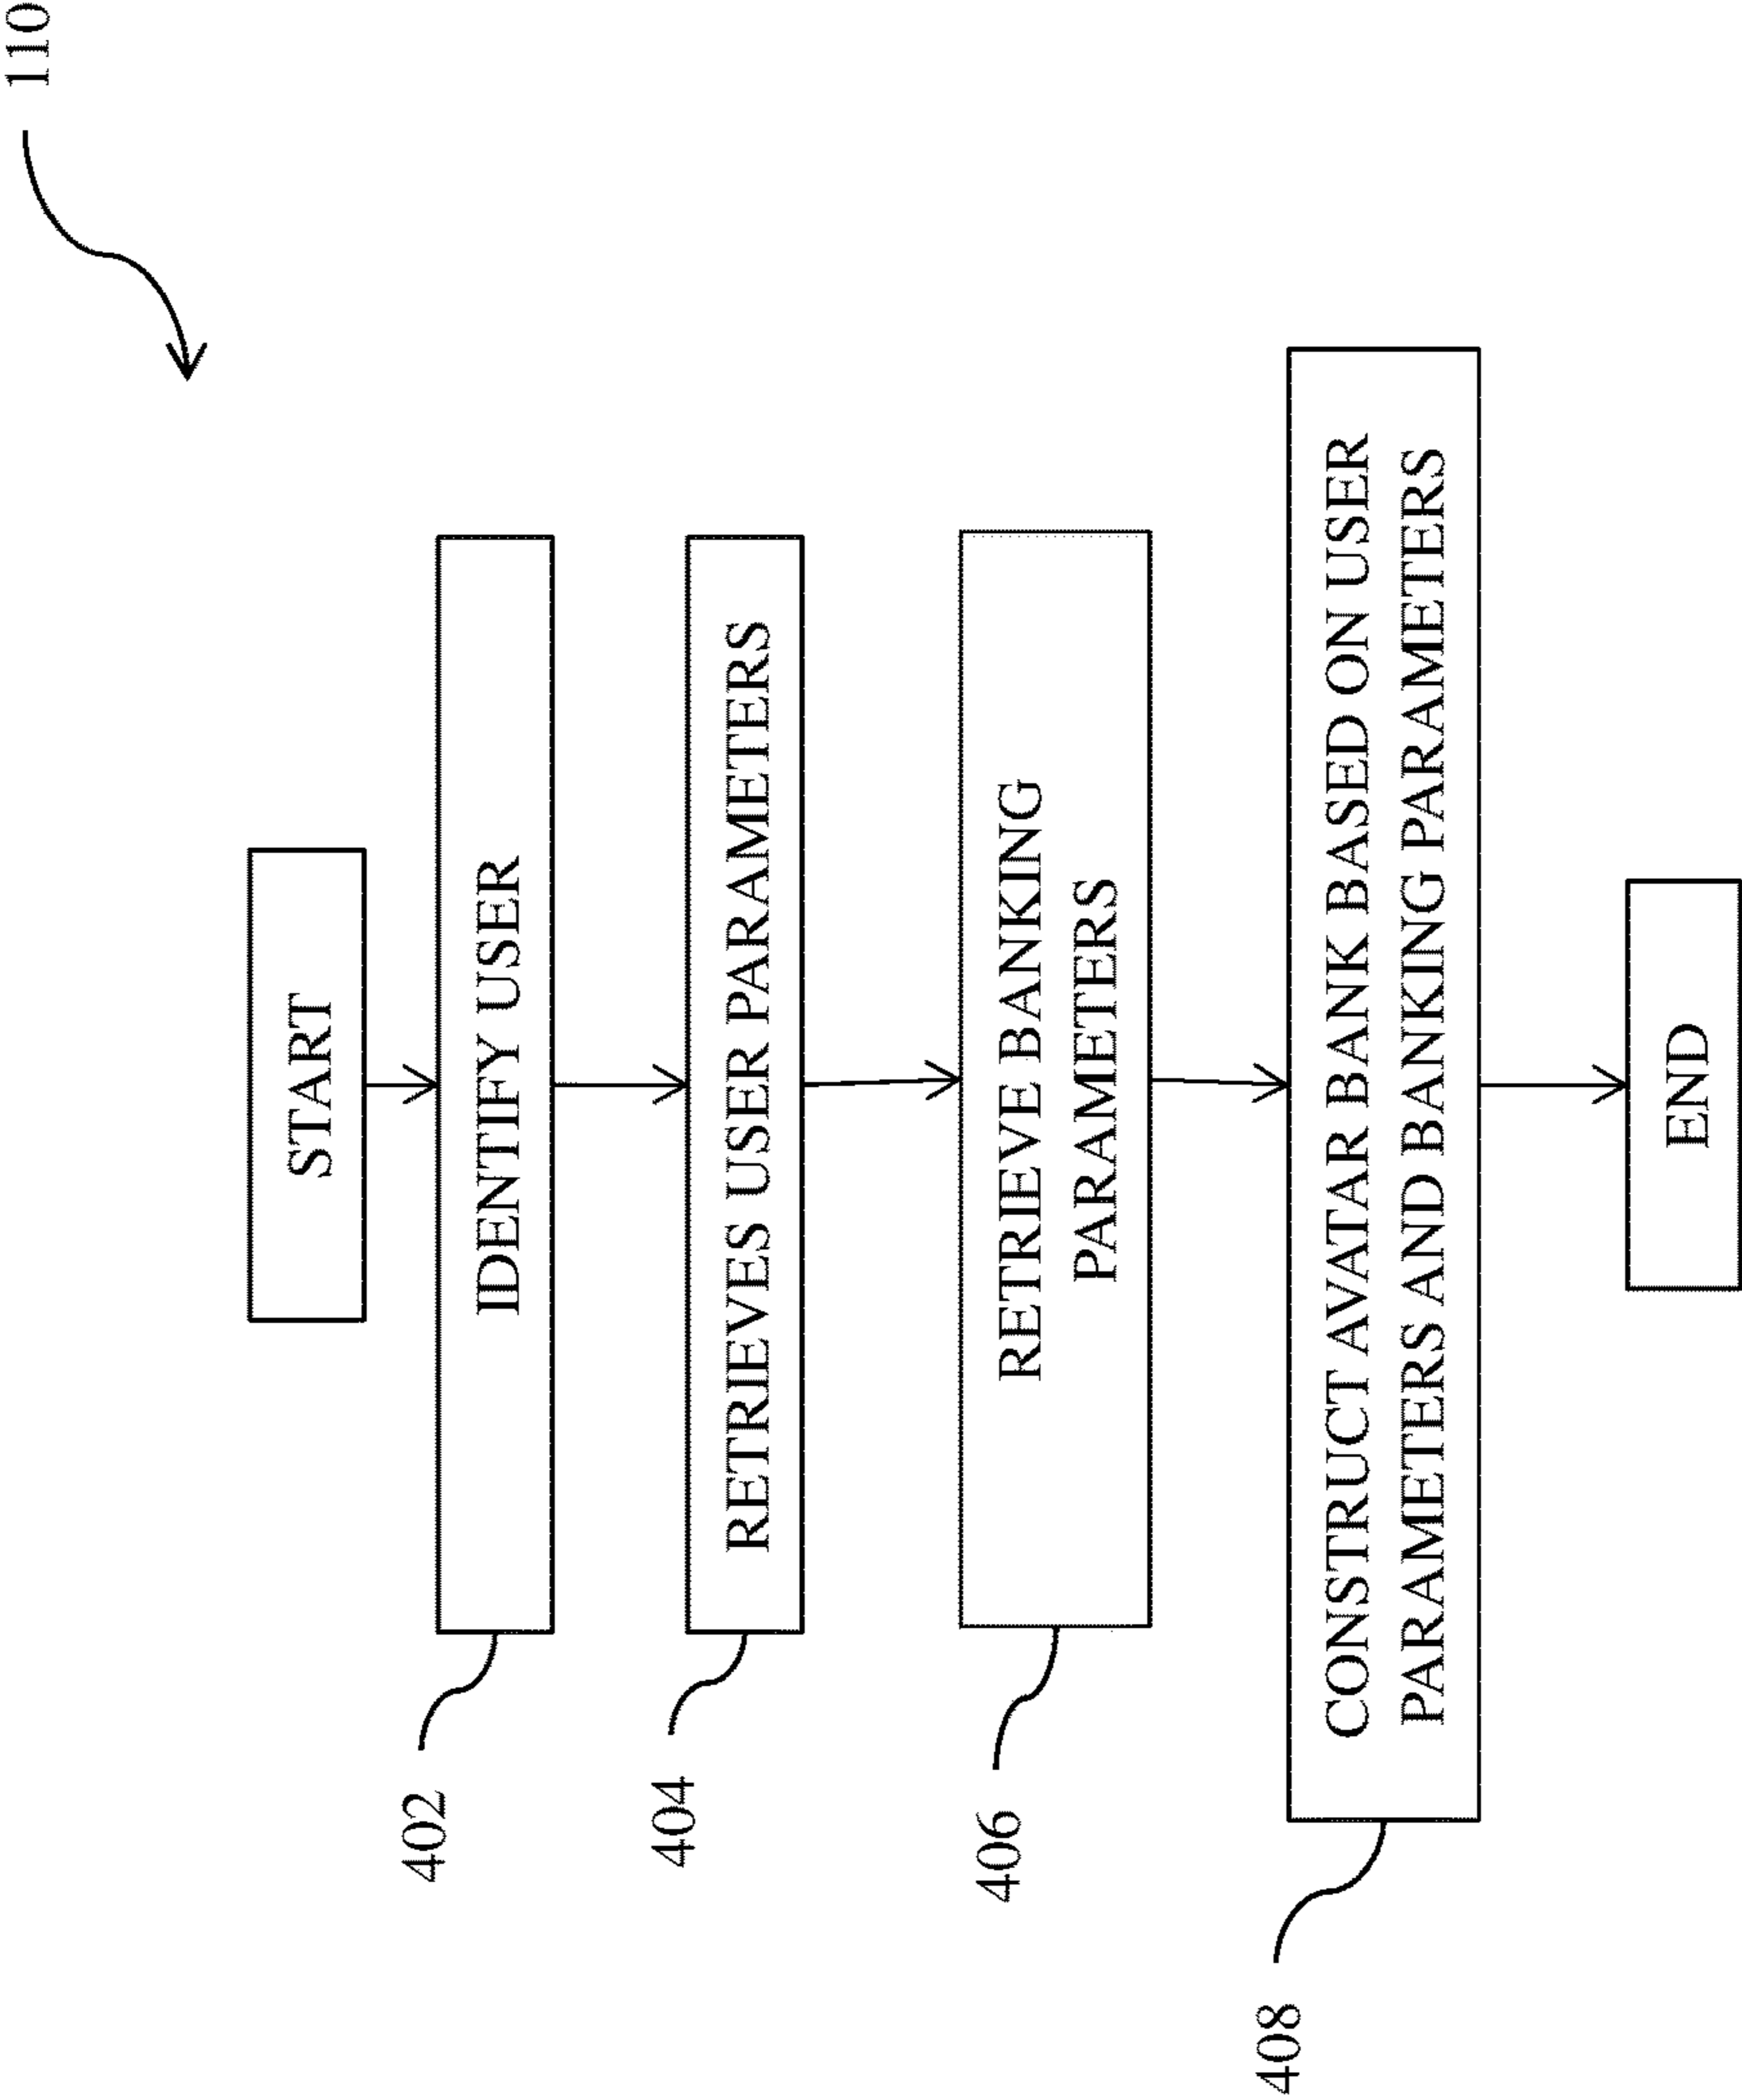 110
START
402
IDENTIFY USER
404
RETRIEVES USER PARAMETERS
406
RETRIEVE BANKING
PARAMETERS
408
CONSTRUCT AVATAR BANK BASED ON USER
PARAMETERS AND BANKING PARAMETERS
END